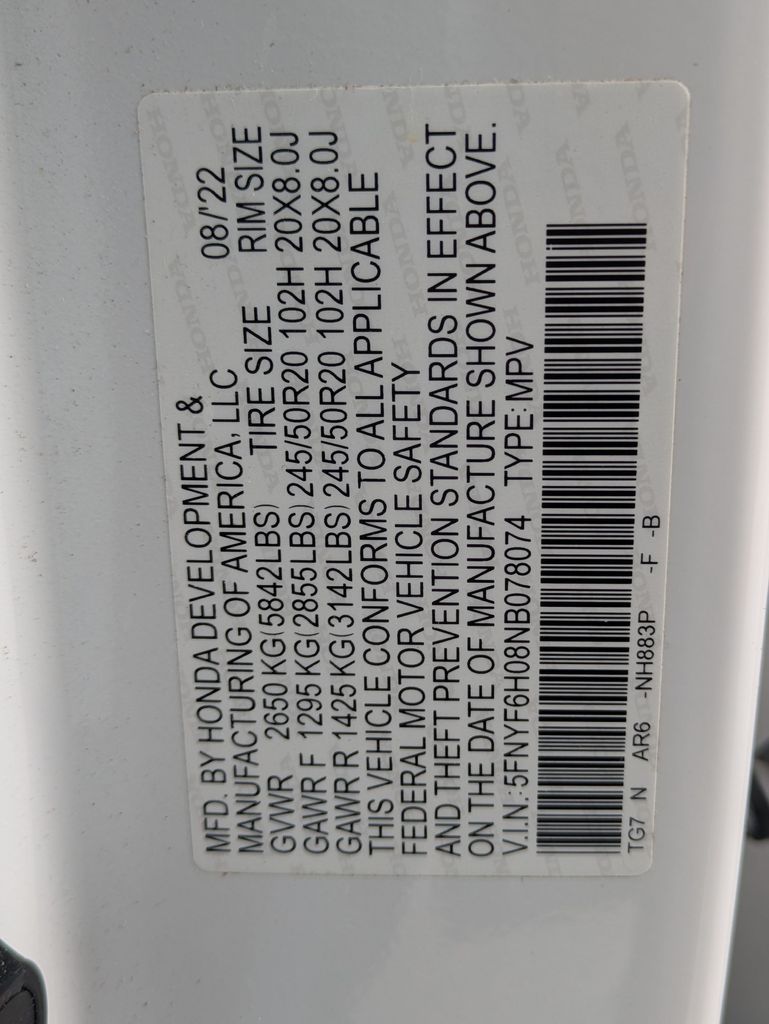 MFD. BY HONDA DEVELOPMENT & 08/'22
MANUFACTURING OF AMERICA, LLC
GVWR 2650 KG(5842LBS) TIRE SIZE RIM SIZE
GAWR F 1295 KG(2855LBS) 245/50R20 102H 20X8.0J
GAWR R 1425 KG(3142LBS) 245/50R20 102H 20X8.0J
THIS VEHICLE CONFORMS TO ALL APPLICABLE
FEDERAL MOTOR VEHICLE SAFETY
AND THEFT PREVENTION STANDARDS IN EFFECT
ON THE DATE OF MANUFACTURE SHOWN ABOVE.
V.I.N.:5FNYF6H08NB078074 TYPE: MPV
TG7 N AR6 -NH883P -F -B